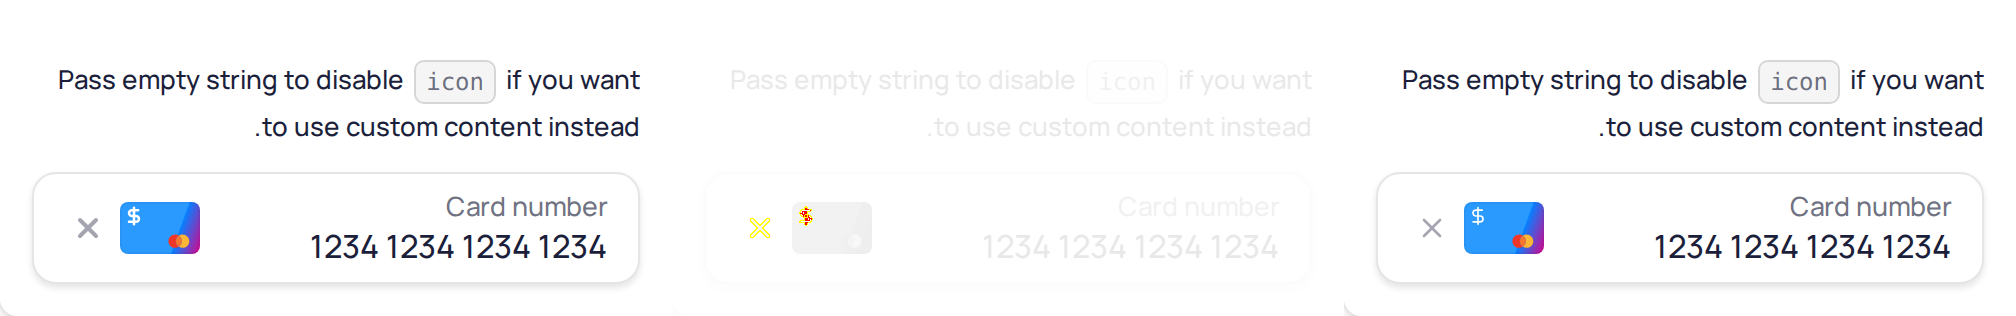 Pass empty string to disable icon if you want
.to use custom content instead
$ Card number
1234 1234 1234 1234
Pass empty string to disable icon if you want
.to use custom content instead
$ Card number
1234 1234 1234 1234
Pass empty string to disable icon if you want
.to use custom content instead
$ Card number
1234 1234 1234 1234